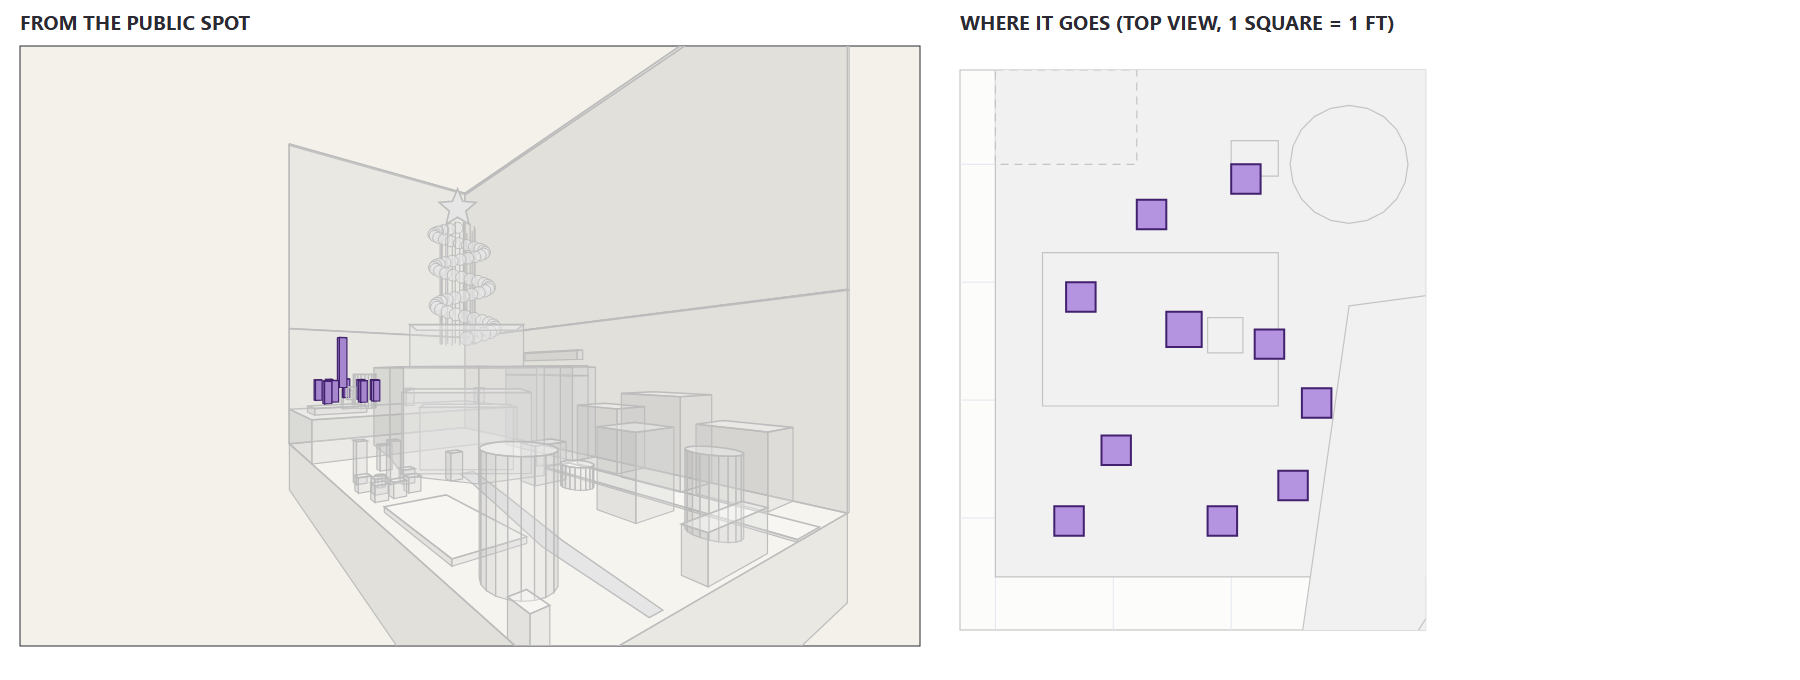 FROM THE PUBLIC SPOT
WHERE IT GOES (TOP VIEW, 1 SQUARE = 1 FT)